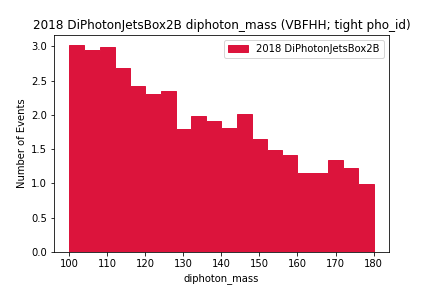 2018 DiPhotonJetsBox2B diphoton_mass (VBFHH; tight pho_id)
2018 DiPhotonJetsBox2B
Number of Events
3.0
2.5
2.0
1.5
1.0
0.5
0.0
100 110 120 130 140 150 160 170 180
diphoton_mass